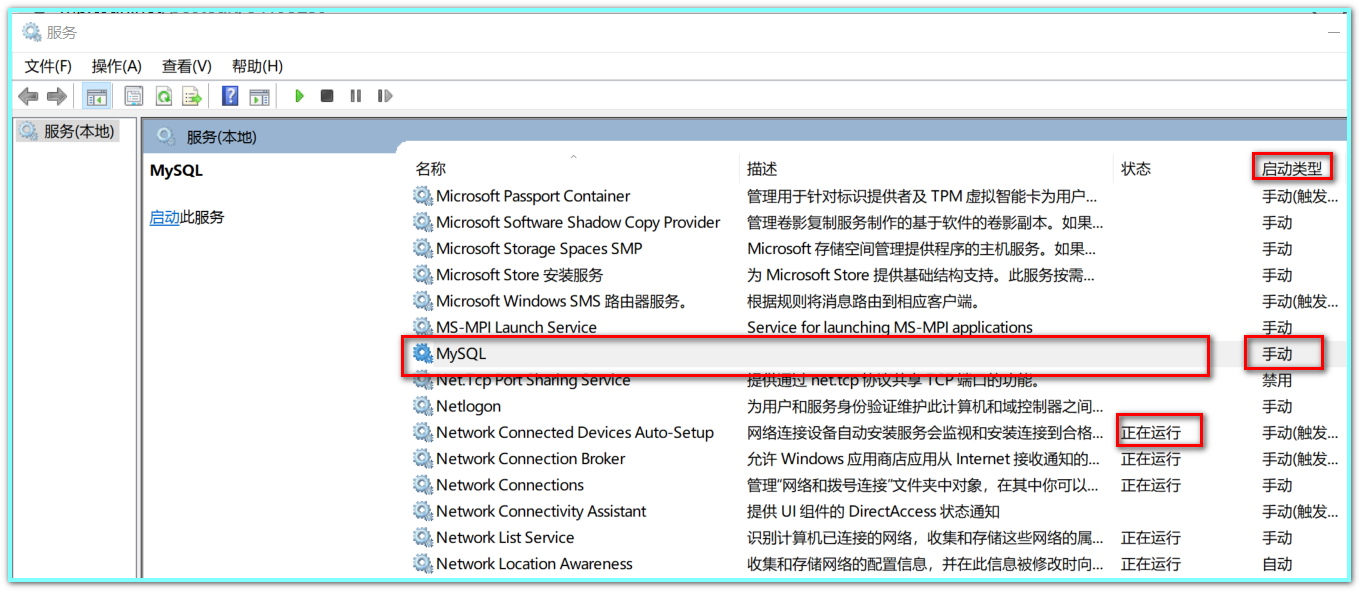 服务
文件(F) 操作(A) 查看(V) 帮助(H)
服务(本地)
服务(本地)
MySQL
启动此服务
名称 描述 状态 启动类型
Microsoft Passport Container 管理用于针对标识提供者及 TPM 虚拟智能卡为用户... 手动(触发...
Microsoft Software Shadow Copy Provider 管理卷影复制服务制作的基于软件的卷影副本。如果... 手动
Microsoft Storage Spaces SMP Microsoft 存储空间管理提供程序的主机服务。如果... 手动
Microsoft Store 安装服务 为 Microsoft Store 提供基础结构支持。此服务按需... 手动
Microsoft Windows SMS 路由器服务。 根据规则将消息路由到相应客户端。 手动(触发...
MS-MPI Launch Service Service for launching MS-MPI applications 手动
MySQL 手动
Net.Tcp Port Sharing Service 提供通过 net.tcp 协议共享 TCP 端口的功能。 禁用
Netlogon 为用户和服务身份验证维护此计算机和域控制器之间... 手动
Network Connected Devices Auto-Setup 网络连接设备自动安装服务会监视和安装连接到合格... 正在运行 手动(触发...
Network Connection Broker 允许 Windows 应用商店应用从 Internet 接收通知的... 正在运行 手动(触发...
Network Connections 管理“网络和拨号连接”文件夹中对象，在其中你可以... 正在运行 手动
Network Connectivity Assistant 提供 UI 组件的 DirectAccess 状态通知 手动(触发...
Network List Service 识别计算机已连接的网络，收集和存储这些网络的属... 正在运行 手动
Network Location Awareness 收集和存储网络的配置信息，并在此信息被修改时向... 正在运行 自动